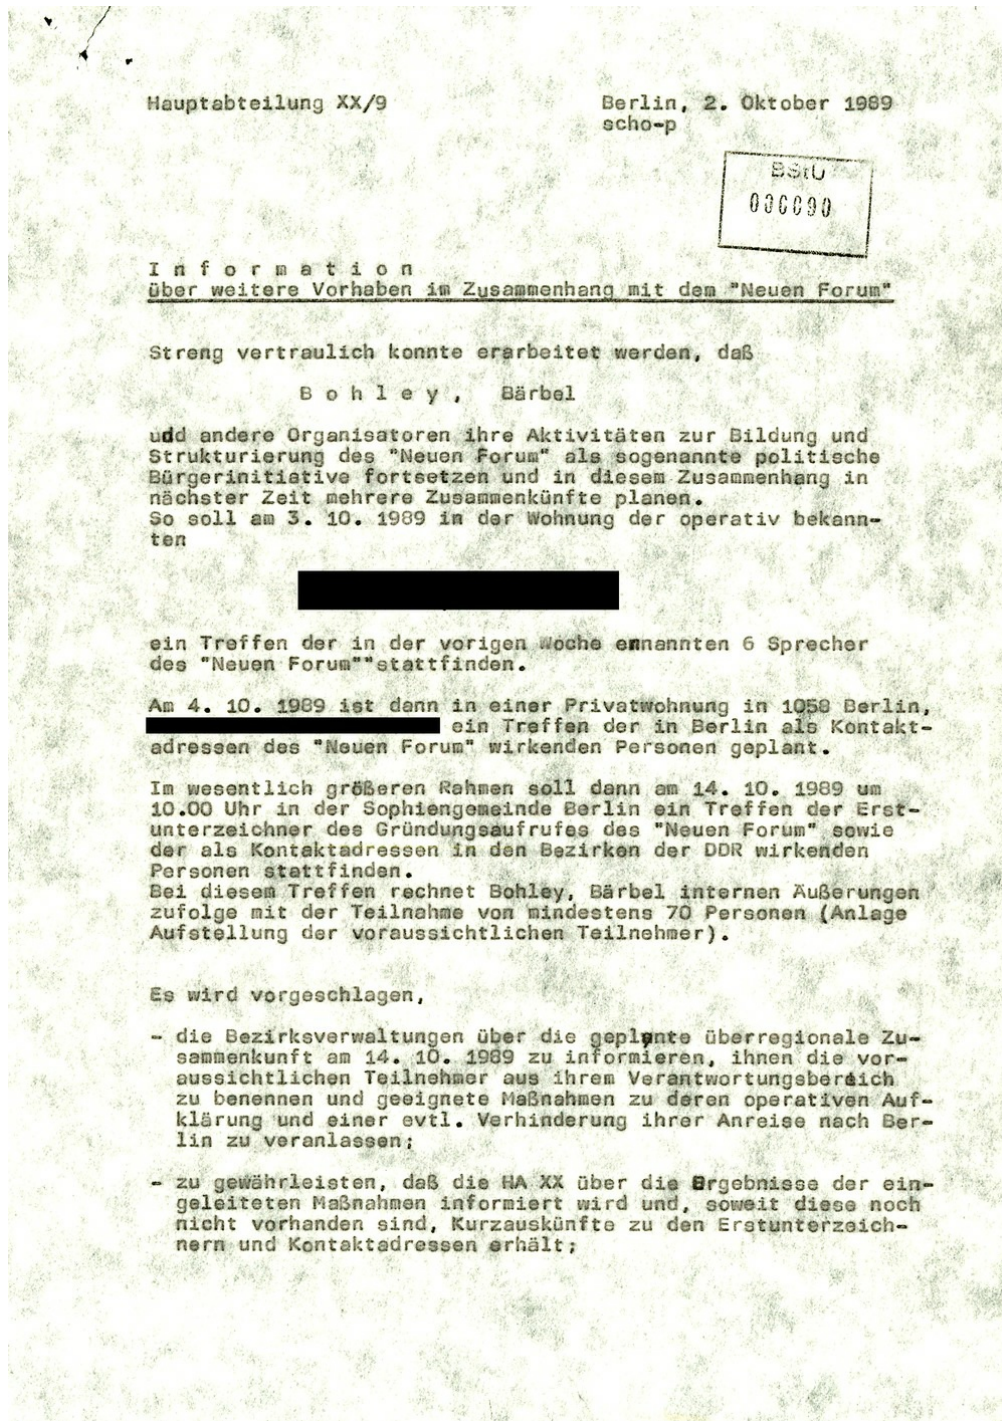 Hauptabteilung XX/9
Berlin, 2. Oktober 1989
scho-p
BStU
000090
I n f o r m a t i o n
über weitere Vorhaben im Zusammenhang mit dem "Neuen Forum"
Streng vertraulich konnte erarbeitet werden, daß
B o h l e y ,   Bärbel
udd andere Organisatoren ihre Aktivitäten zur Bildung und
Strukturierung des "Neuen Forum" als sogenannte politische
Bürgerinitiative fortsetzen und in diesem Zusammenhang in
nächster Zeit mehrere Zusammenkünfte planen.
So soll am 3. 10. 1989 in der Wohnung der operativ bekann-
ten
ein Treffen der in der vorigen Woche ernannten 6 Sprecher
des "Neuen Forum""stattfinden.
Am 4. 10. 1989 ist dann in einer Privatwohnung in 1058 Berlin,
ein Treffen der in Berlin als Kontakt-
adressen des "Neuen Forum" wirkenden Personen geplant.
Im wesentlich größeren Rahmen soll dann am 14. 10. 1989 um
10.00 Uhr in der Sophiengemeinde Berlin ein Treffen der Erst-
unterzeichner des Gründungsaufrufes des "Neuen Forum" sowie
der als Kontaktadressen in den Bezirken der DDR wirkenden
Personen stattfinden.
Bei diesem Treffen rechnet Bohley, Bärbel internen Äußerungen
zufolge mit der Teilnahme von mindestens 70 Personen (Anlage
Aufstellung der voraussichtlichen Teilnehmer).
Es wird vorgeschlagen,
- die Bezirksverwaltungen über die geplante überregionale Zu-
sammenkunft am 14. 10. 1989 zu informieren, ihnen die vor-
aussichtlichen Teilnehmer aus ihrem Verantwortungsbereich
zu benennen und geeignete Maßnahmen zu deren operativen Auf-
klärung und einer evtl. Verhinderung ihrer Anreise nach Ber-
lin zu veranlassen;
- zu gewährleisten, daß die HA XX über die Ergebnisse der ein-
geleiteten Maßnahmen informiert wird und, soweit diese noch
nicht vorhanden sind, Kurzauskünfte zu den Erstunterzeich-
nern und Kontaktadressen erhält;